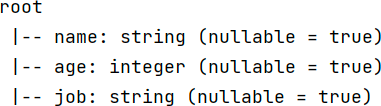 root
 |-- name: string (nullable = true)
 |-- age: integer (nullable = true)
 |-- job: string (nullable = true)